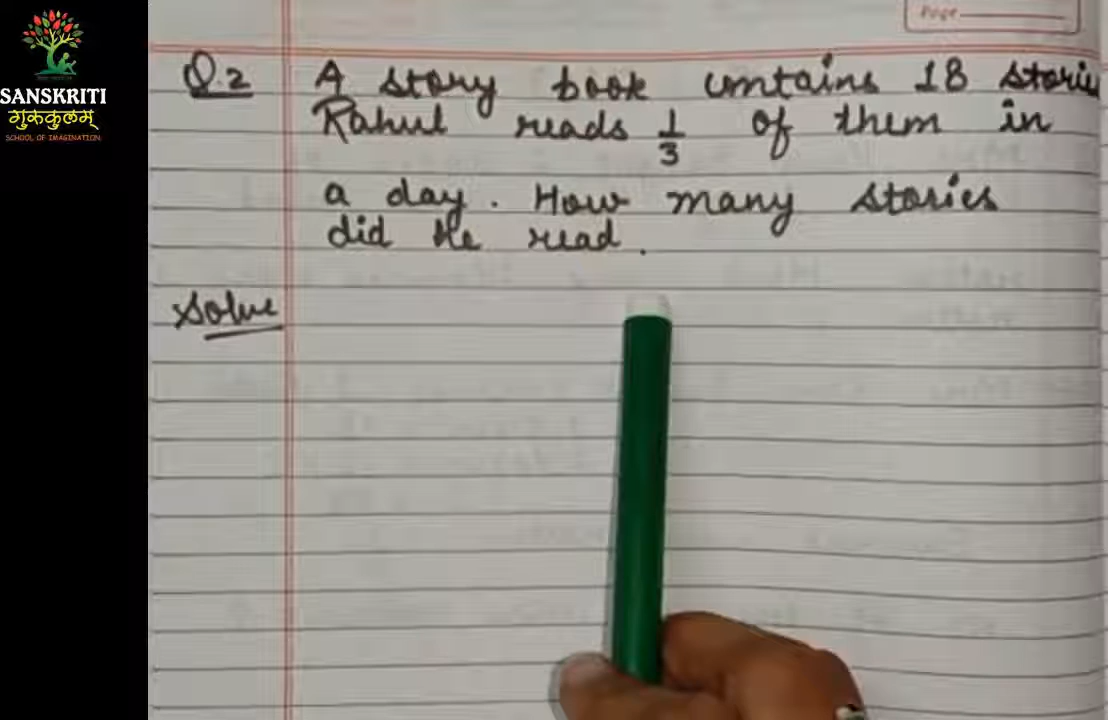 Page
SANSKRITI
गुरुकुलम्
SCHOOL OF IMAGINATION
Q.2 A story book contains 18 stories
Rahul reads 1/3 of them in
a day. How many stories
did he read.
Solve